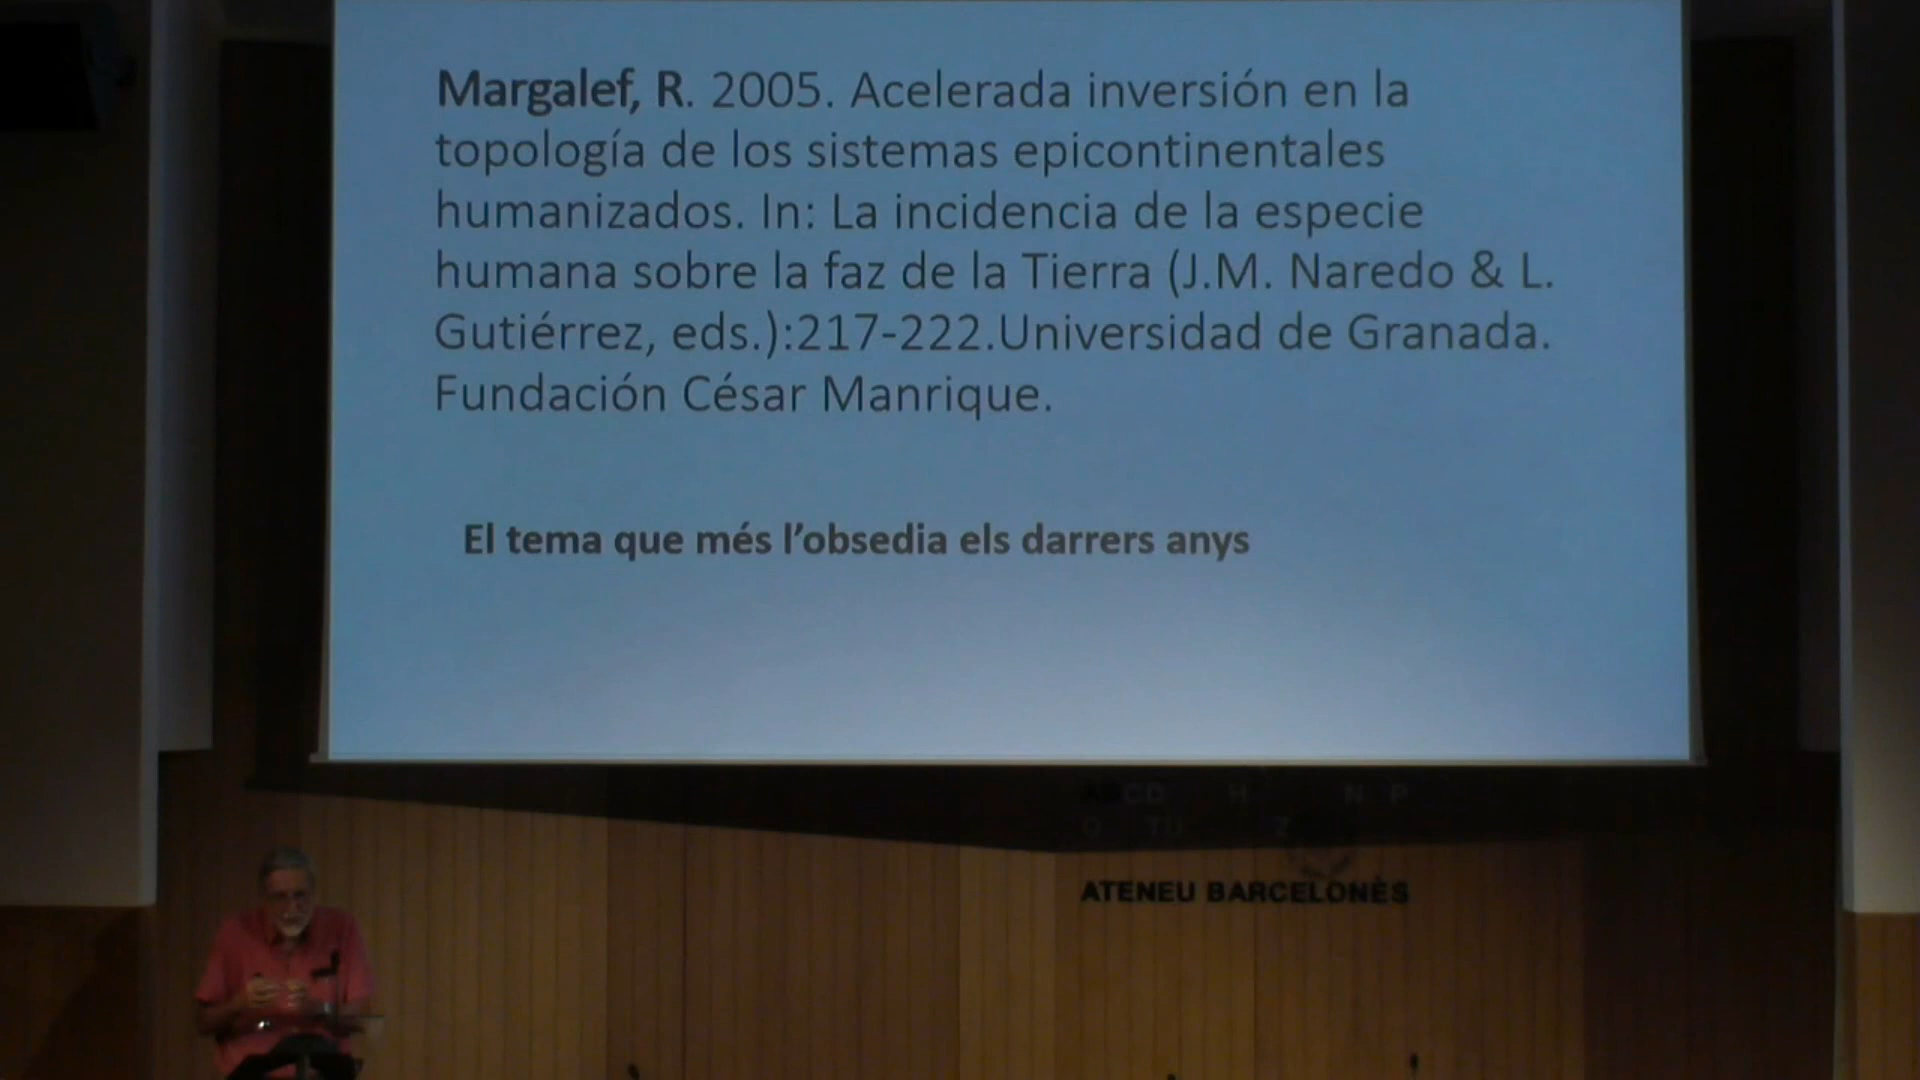 Margalef, R. 2005. Acelerada inversión en la
topología de los sistemas epicontinentales
humanizados. In: La incidencia de la especie
humana sobre la faz de la Tierra (J.M. Naredo & L.
Gutiérrez, eds.):217-222.Universidad de Granada.
Fundación César Manrique.
El tema que més l’obsedia els darrers anys
CD H N P
Q TU Z
ATENEU BARCELONÈS